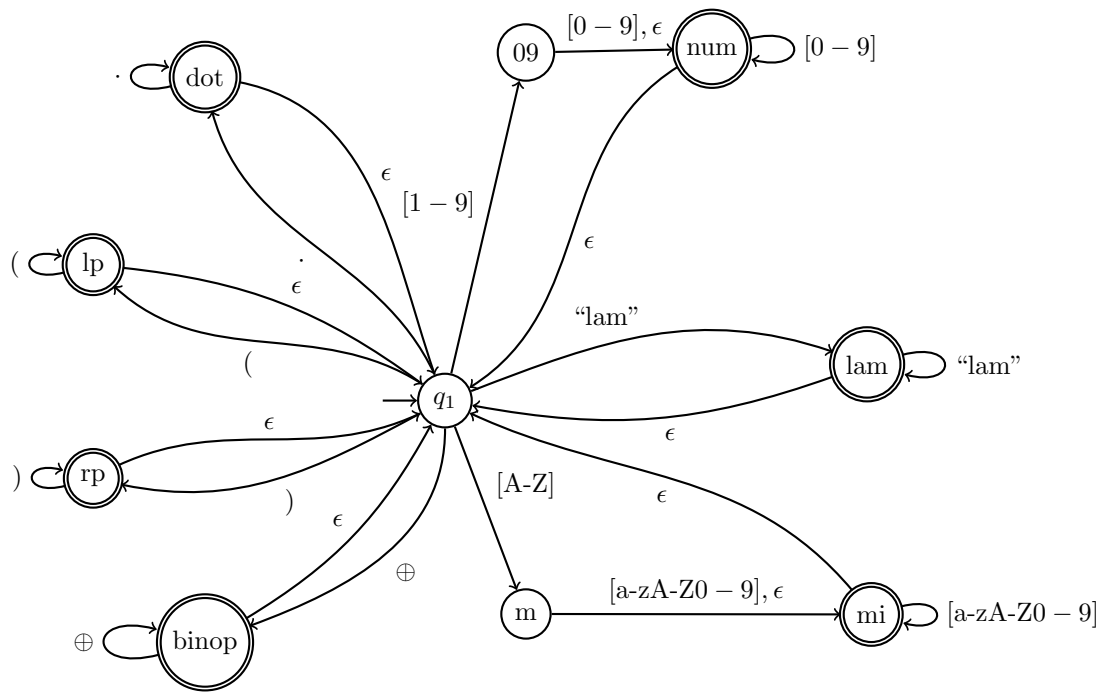 [0 − 9], ϵ
09
num
[0 − 9]
dot
·
ϵ
[1 − 9]
·
ϵ
lp
(
ϵ
(
“lam”
lam
“lam”
q₁
ϵ
ϵ
rp
)
)
[A-Z]
ϵ
ϵ
⊕
[a-zA-Z0 − 9], ϵ
m
mi
[a-zA-Z0 − 9]
binop
⊕